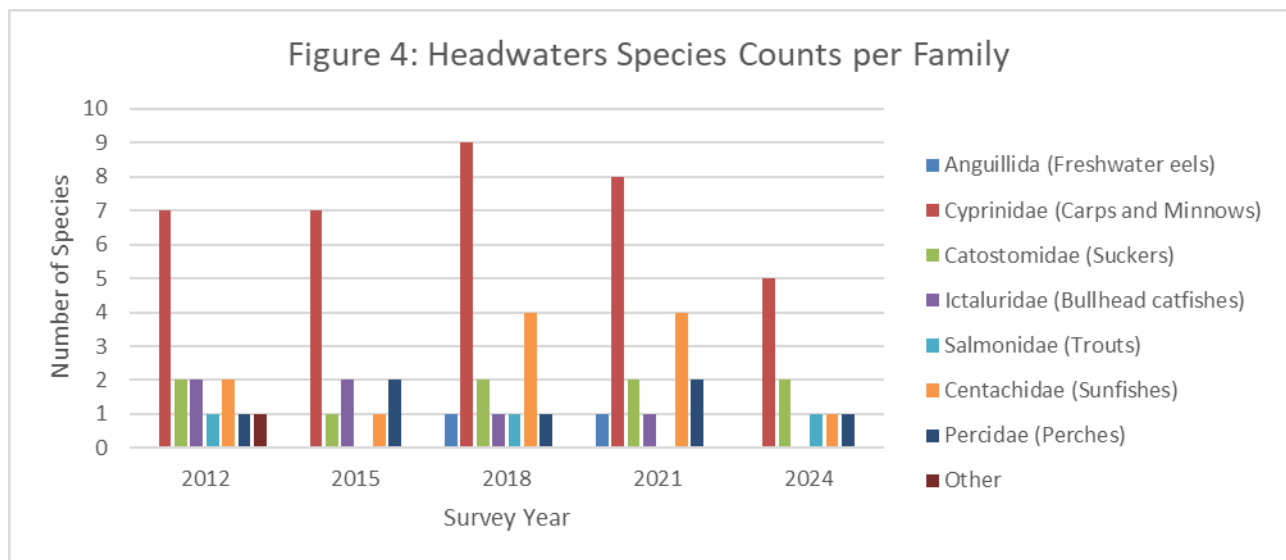 Figure 4: Headwaters Species Counts per Family
10
9
8
7
6
5
4
3
2
1
0
Number of Species
2012 2015 2018 2021 2024
Survey Year
Anguillida (Freshwater eels)
Cyprinidae (Carps and Minnows)
Catostomidae (Suckers)
Ictaluridae (Bullhead catfishes)
Salmonidae (Trouts)
Centachidae (Sunfishes)
Percidae (Perches)
Other